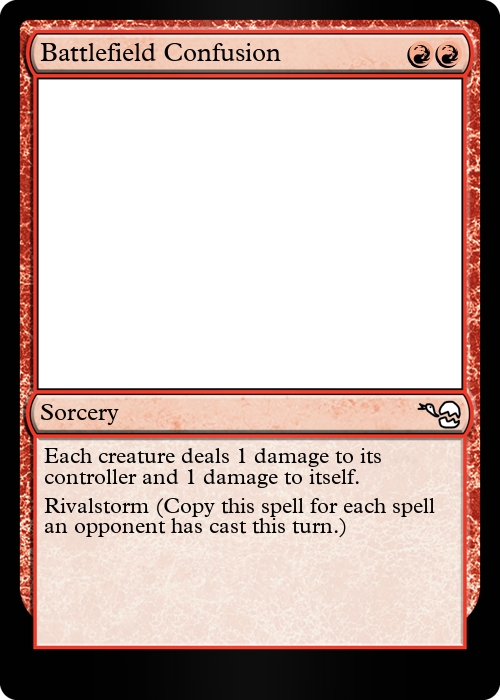 Battlefield Confusion
Sorcery
Each creature deals 1 damage to its
controller and 1 damage to itself.
Rivalstorm (Copy this spell for each spell
an opponent has cast this turn.)